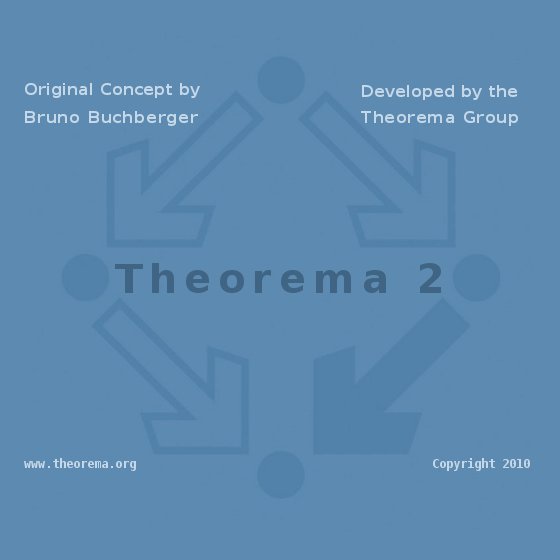 Original Concept by
Bruno Buchberger
Developed by the
Theorema Group
Theorema 2
www.theorema.org
Copyright 2010